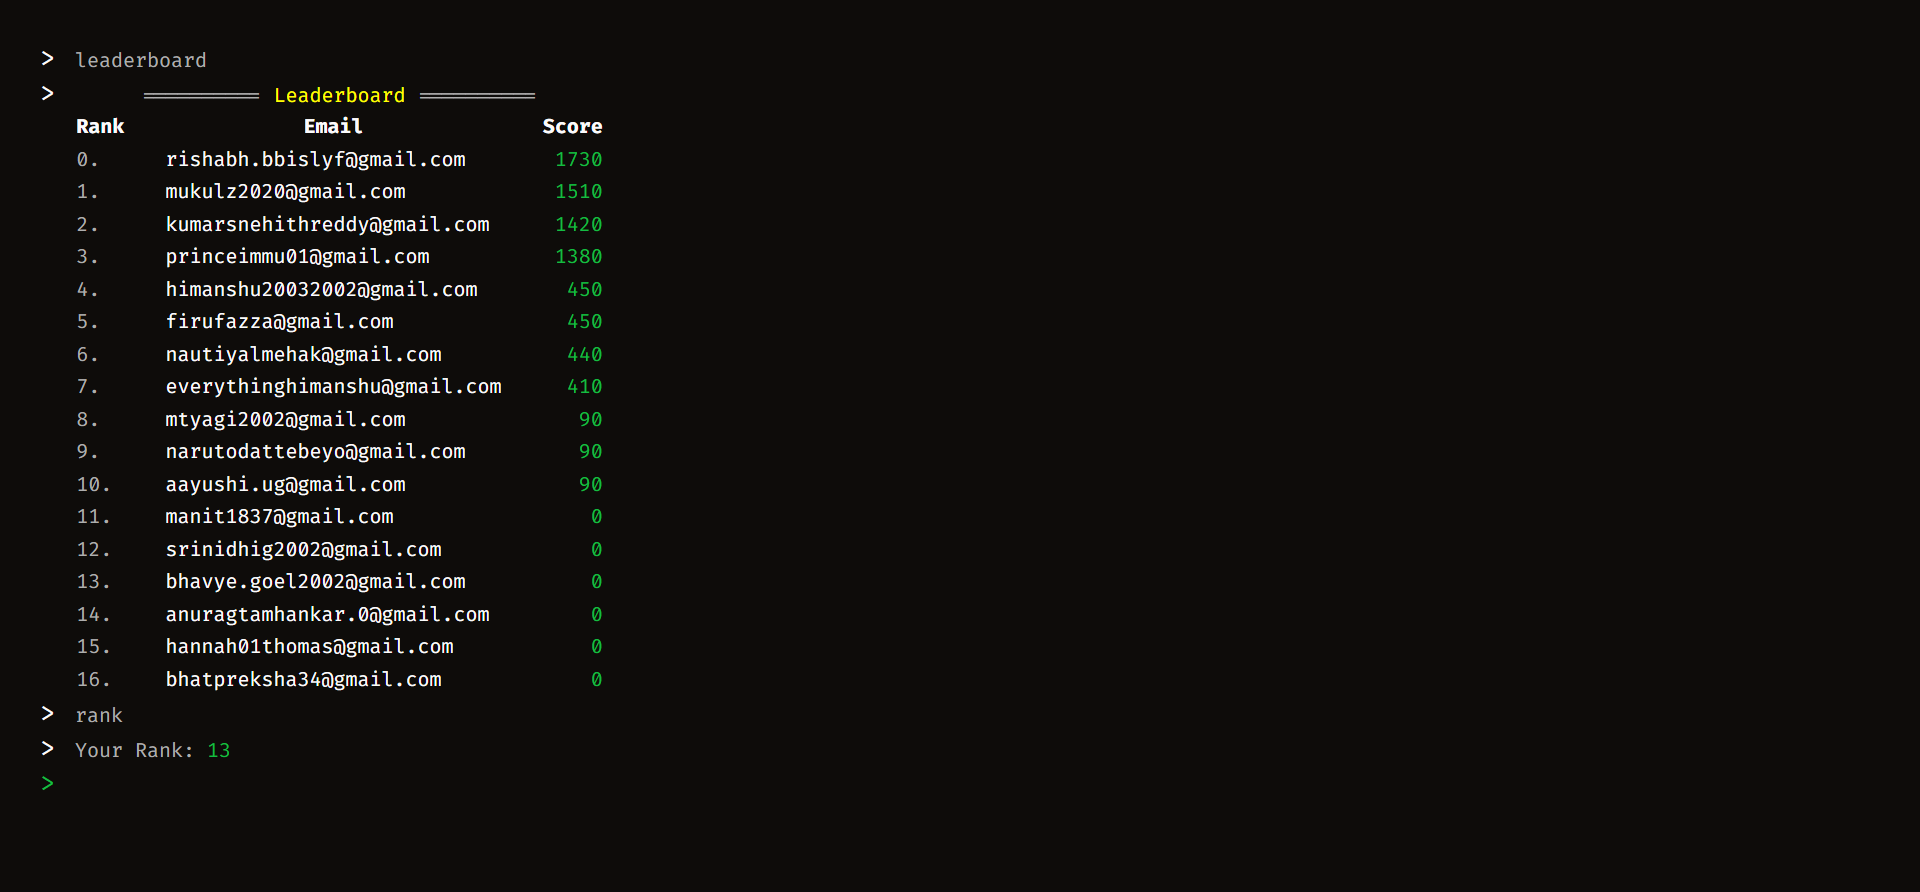 > leaderboard
> ══════════ Leaderboard ══════════
Rank Email Score
0. rishabh.bbislyf@gmail.com 1730
1. mukulz2020@gmail.com 1510
2. kumarsnehithreddy@gmail.com 1420
3. princeimmu01@gmail.com 1380
4. himanshu20032002@gmail.com 450
5. firufazza@gmail.com 450
6. nautiyalmehak@gmail.com 440
7. everythinghimanshu@gmail.com 410
8. mtyagi2002@gmail.com 90
9. narutodattebeyo@gmail.com 90
10. aayushi.ug@gmail.com 90
11. manit1837@gmail.com 0
12. srinidhig2002@gmail.com 0
13. bhavye.goel2002@gmail.com 0
14. anuragtamhankar.0@gmail.com 0
15. hannah01thomas@gmail.com 0
16. bhatpreksha34@gmail.com 0
> rank
> Your Rank: 13
>